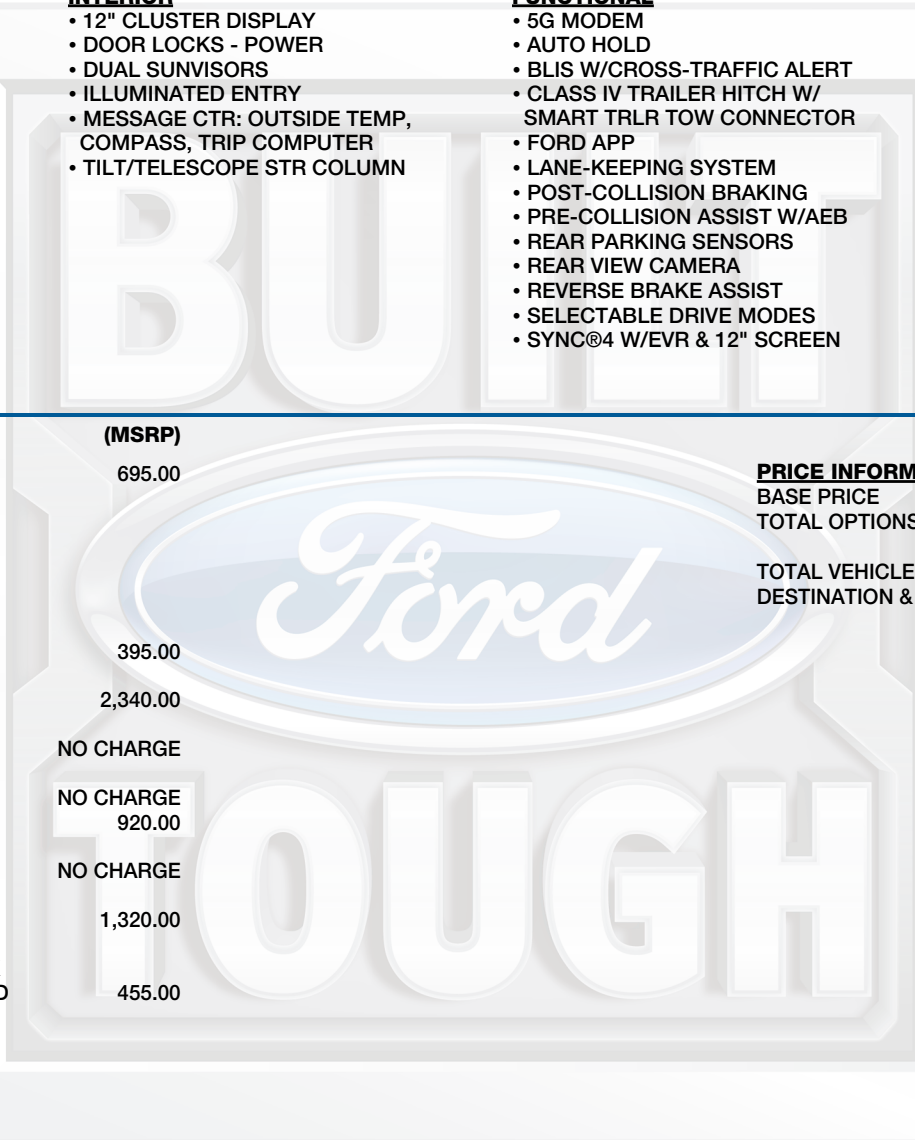 INTERIOR
• 12" CLUSTER DISPLAY
• DOOR LOCKS - POWER
• DUAL SUNVISORS
• ILLUMINATED ENTRY
• MESSAGE CTR: OUTSIDE TEMP,
COMPASS, TRIP COMPUTER
• TILT/TELESCOPE STR COLUMN
FUNCTIONAL
• 5G MODEM
• AUTO HOLD
• BLIS W/CROSS-TRAFFIC ALERT
• CLASS IV TRAILER HITCH W/
SMART TRLR TOW CONNECTOR
• FORD APP
• LANE-KEEPING SYSTEM
• POST-COLLISION BRAKING
• PRE-COLLISION ASSIST W/AEB
• REAR PARKING SENSORS
• REAR VIEW CAMERA
• REVERSE BRAKE ASSIST
• SELECTABLE DRIVE MODES
• SYNC®4 W/EVR & 12" SCREEN
BUILT
(MSRP)
695.00
395.00
2,340.00
NO CHARGE
NO CHARGE
920.00
NO CHARGE
1,320.00
D 455.00
Ford
TOUGH
PRICE INFORM
BASE PRICE
TOTAL OPTIONS
TOTAL VEHICLE
DESTINATION &